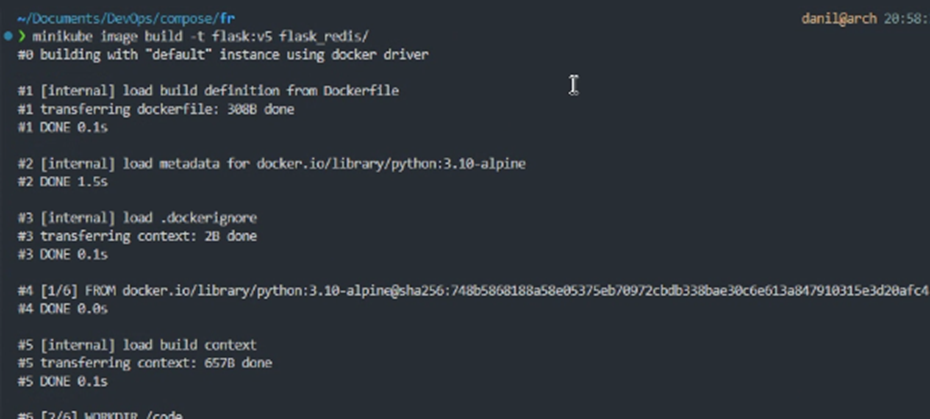 ~/Documents/DevOps/compose/fr danil@arch 20:58:
❯ minikube image build -t flask:v5 flask_redis/
#0 building with "default" instance using docker driver
#1 [internal] load build definition from Dockerfile
#1 transferring dockerfile: 308B done
#1 DONE 0.1s
#2 [internal] load metadata for docker.io/library/python:3.10-alpine
#2 DONE 1.5s
#3 [internal] load .dockerignore
#3 transferring context: 2B done
#3 DONE 0.1s
#4 [1/6] FROM docker.io/library/python:3.10-alpine@sha256:748b5868188a58e05375eb70972cbdb338bae30c6e613a847910315e3d20afc4
#4 DONE 0.0s
#5 [internal] load build context
#5 transferring context: 657B done
#5 DONE 0.1s
#6 [2/6] WORKDIR /code